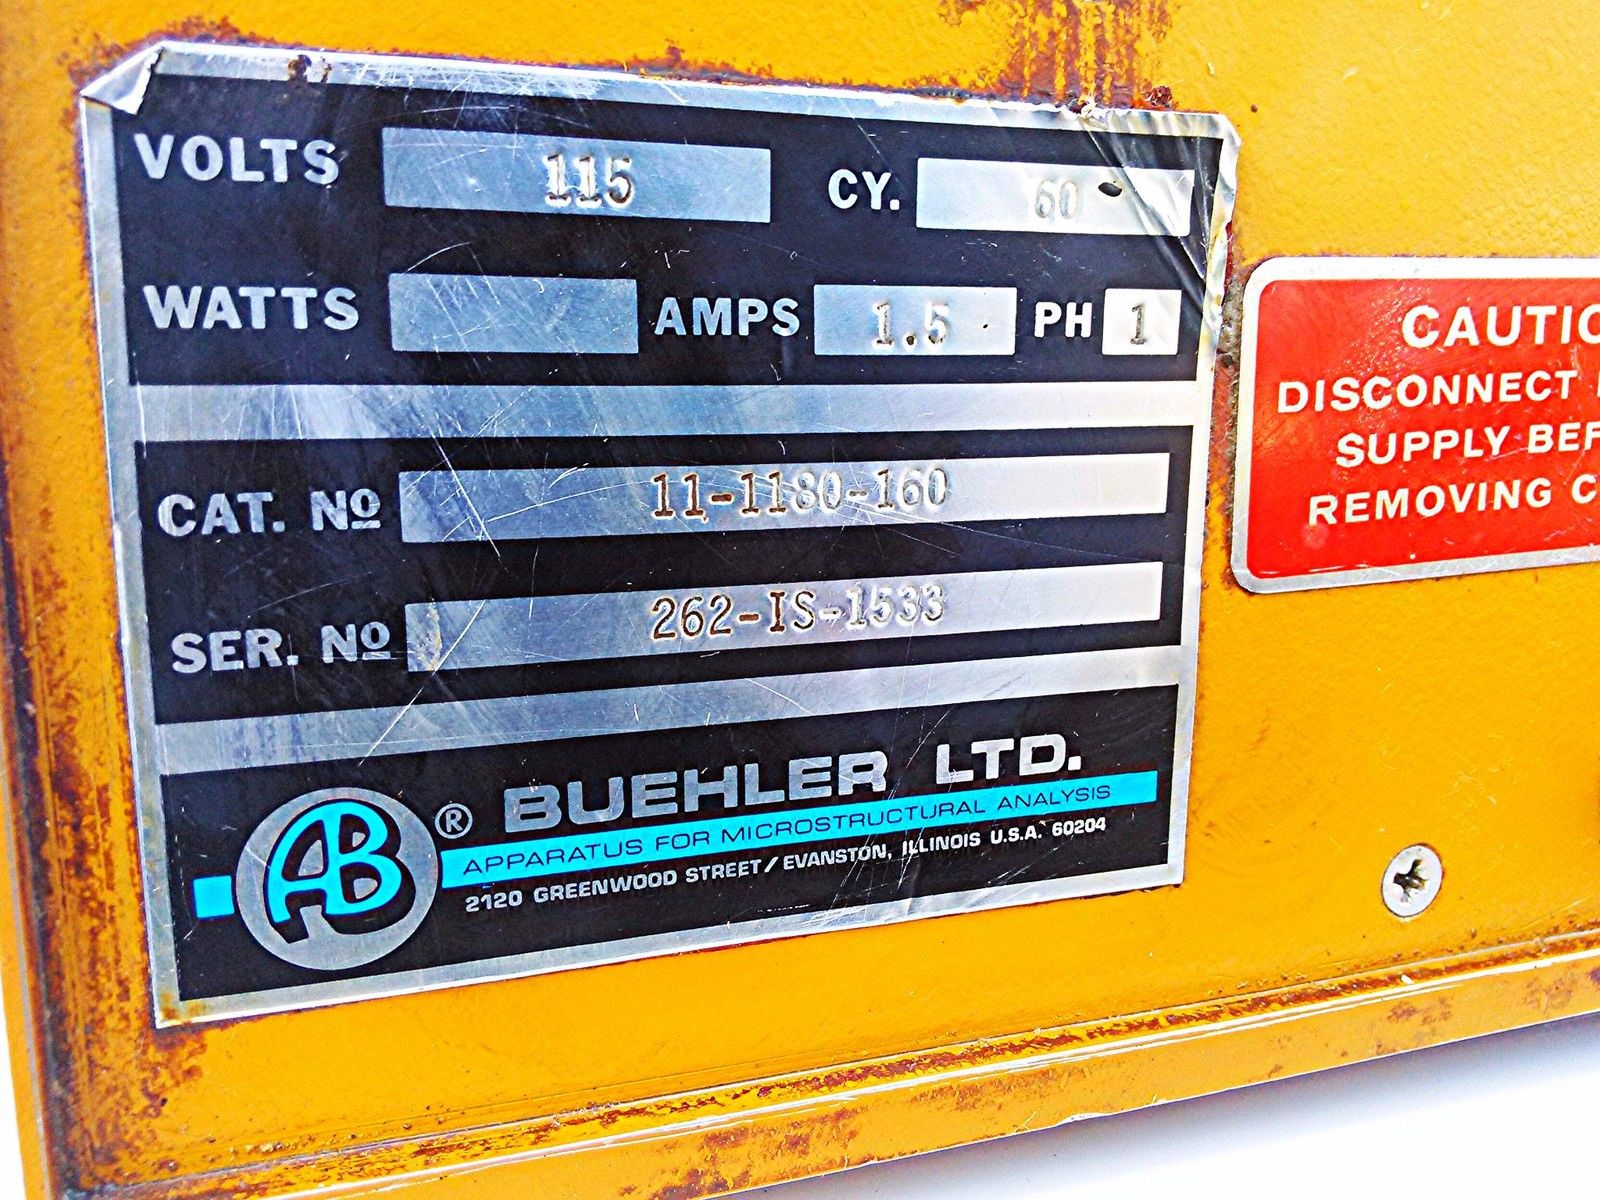 VOLTS 115 CY. 60
WATTS AMPS 1.5 PH 1
CAT. Nº 11-1180-160
SER. Nº 262-IS-1533
AB ® BUEHLER LTD.
APPARATUS FOR MICROSTRUCTURAL ANALYSIS
2120 GREENWOOD STREET/EVANSTON, ILLINOIS U.S.A. 60204
CAUTIO
DISCONNECT
SUPPLY BEF
REMOVING C